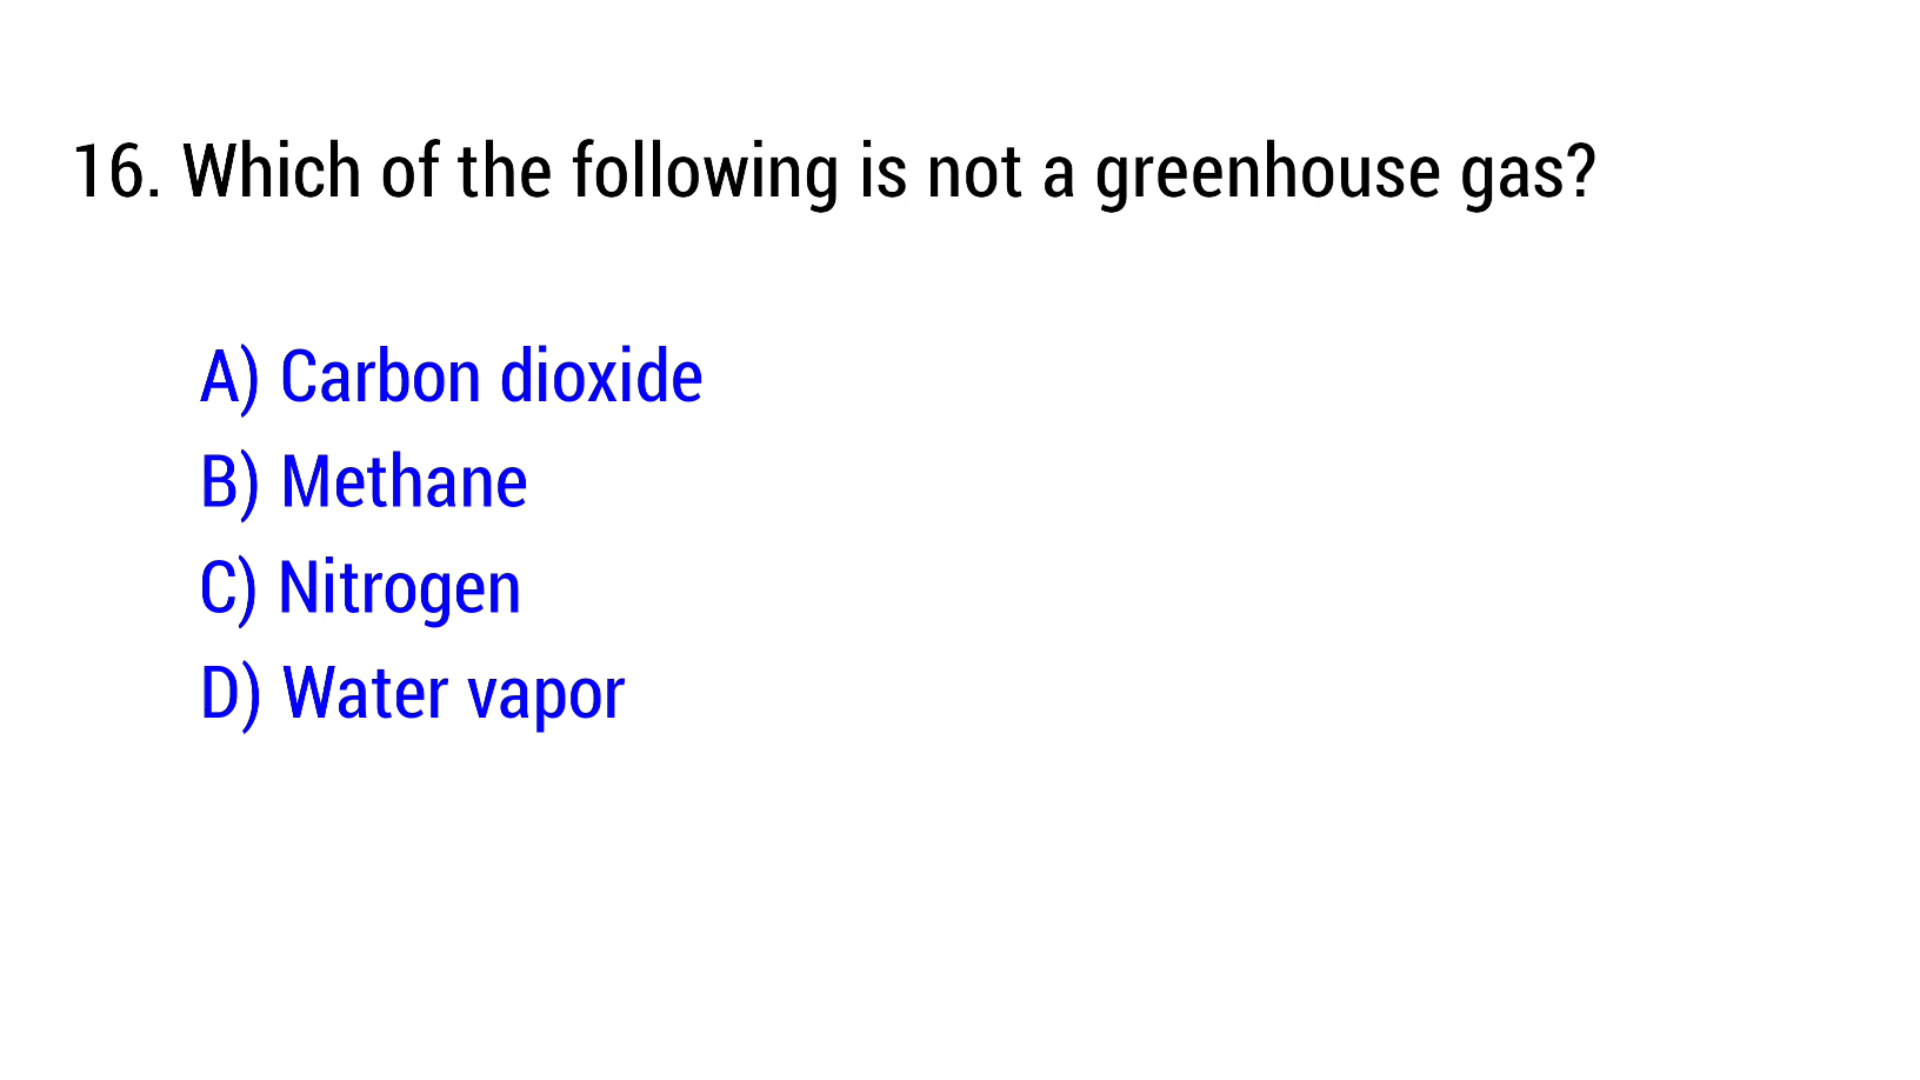 16. Which of the following is not a greenhouse gas?
A) Carbon dioxide
B) Methane
C) Nitrogen
D) Water vapor